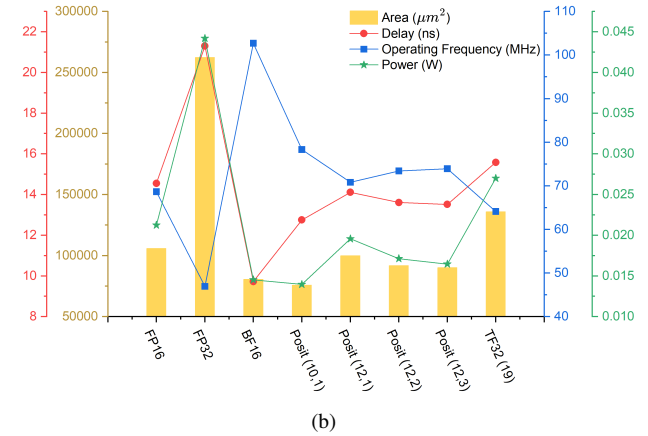 Area (μm²)
Delay (ns)
Operating Frequency (MHz)
Power (W)
22
20
18
16
14
12
10
8
300000
250000
200000
150000
100000
50000
110
100
90
80
70
60
50
40
0.045
0.040
0.035
0.030
0.025
0.020
0.015
0.010
FP16
FP32
BF16
Posit (10,1)
Posit (12,1)
Posit (12,2)
Posit (12,3)
TF32 (19)
(b)